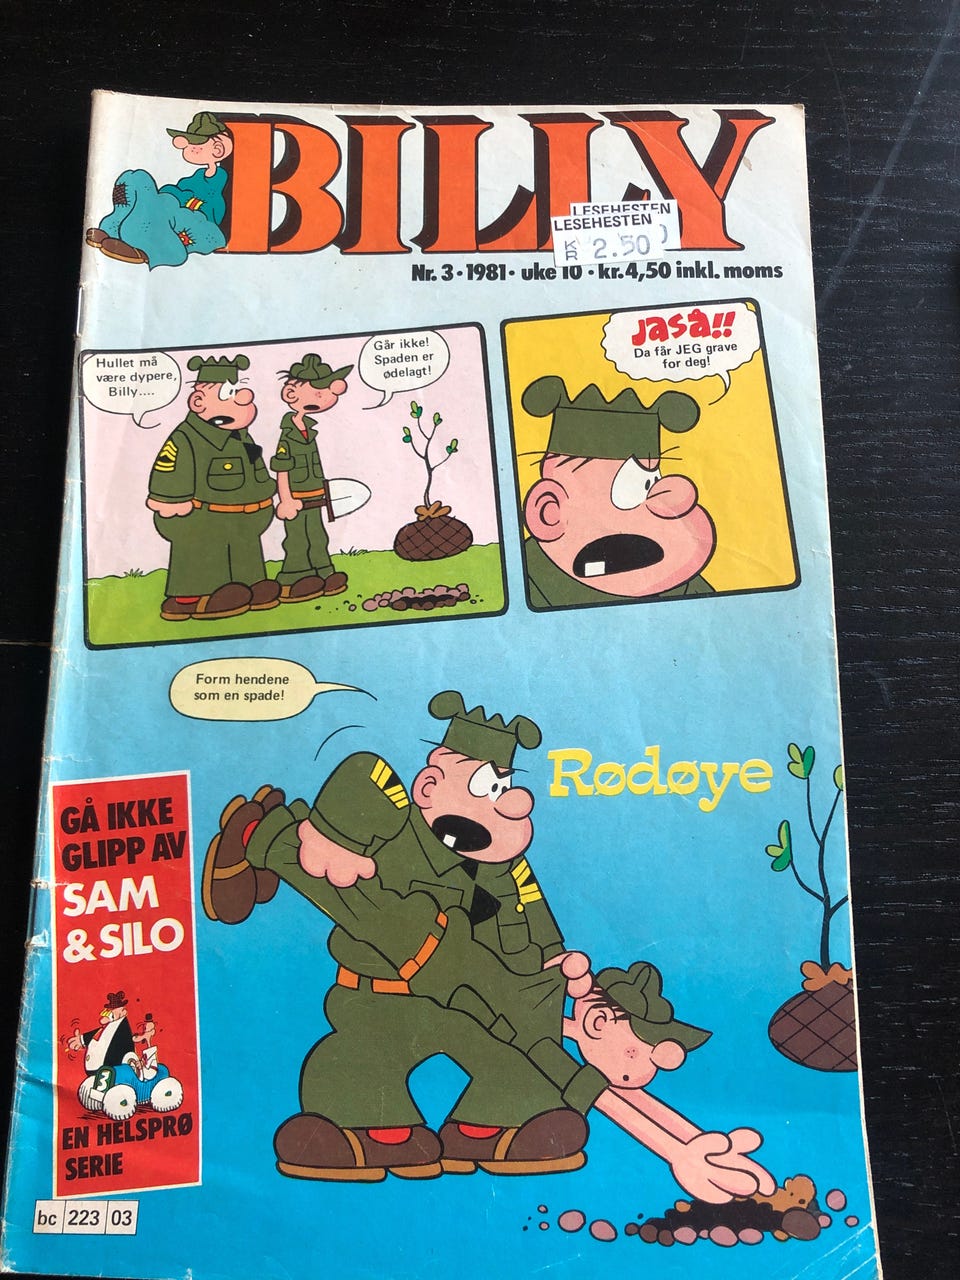 BILLY
LESEHESTEN
LESEHESTEN
KR 2.50
Nr. 3 · 1981 · uke 10 · kr. 4,50 inkl. moms
Hullet må
være dypere,
Billy....
Går ikke!
Spaden er
ødelagt!
Jaså!!
Da får JEG grave
for deg!
Form hendene
som en spade!
Rødøye
GÅ IKKE
GLIPP AV
SAM
& SILO
3
EN HELSPRØ
SERIE
bc 223 03